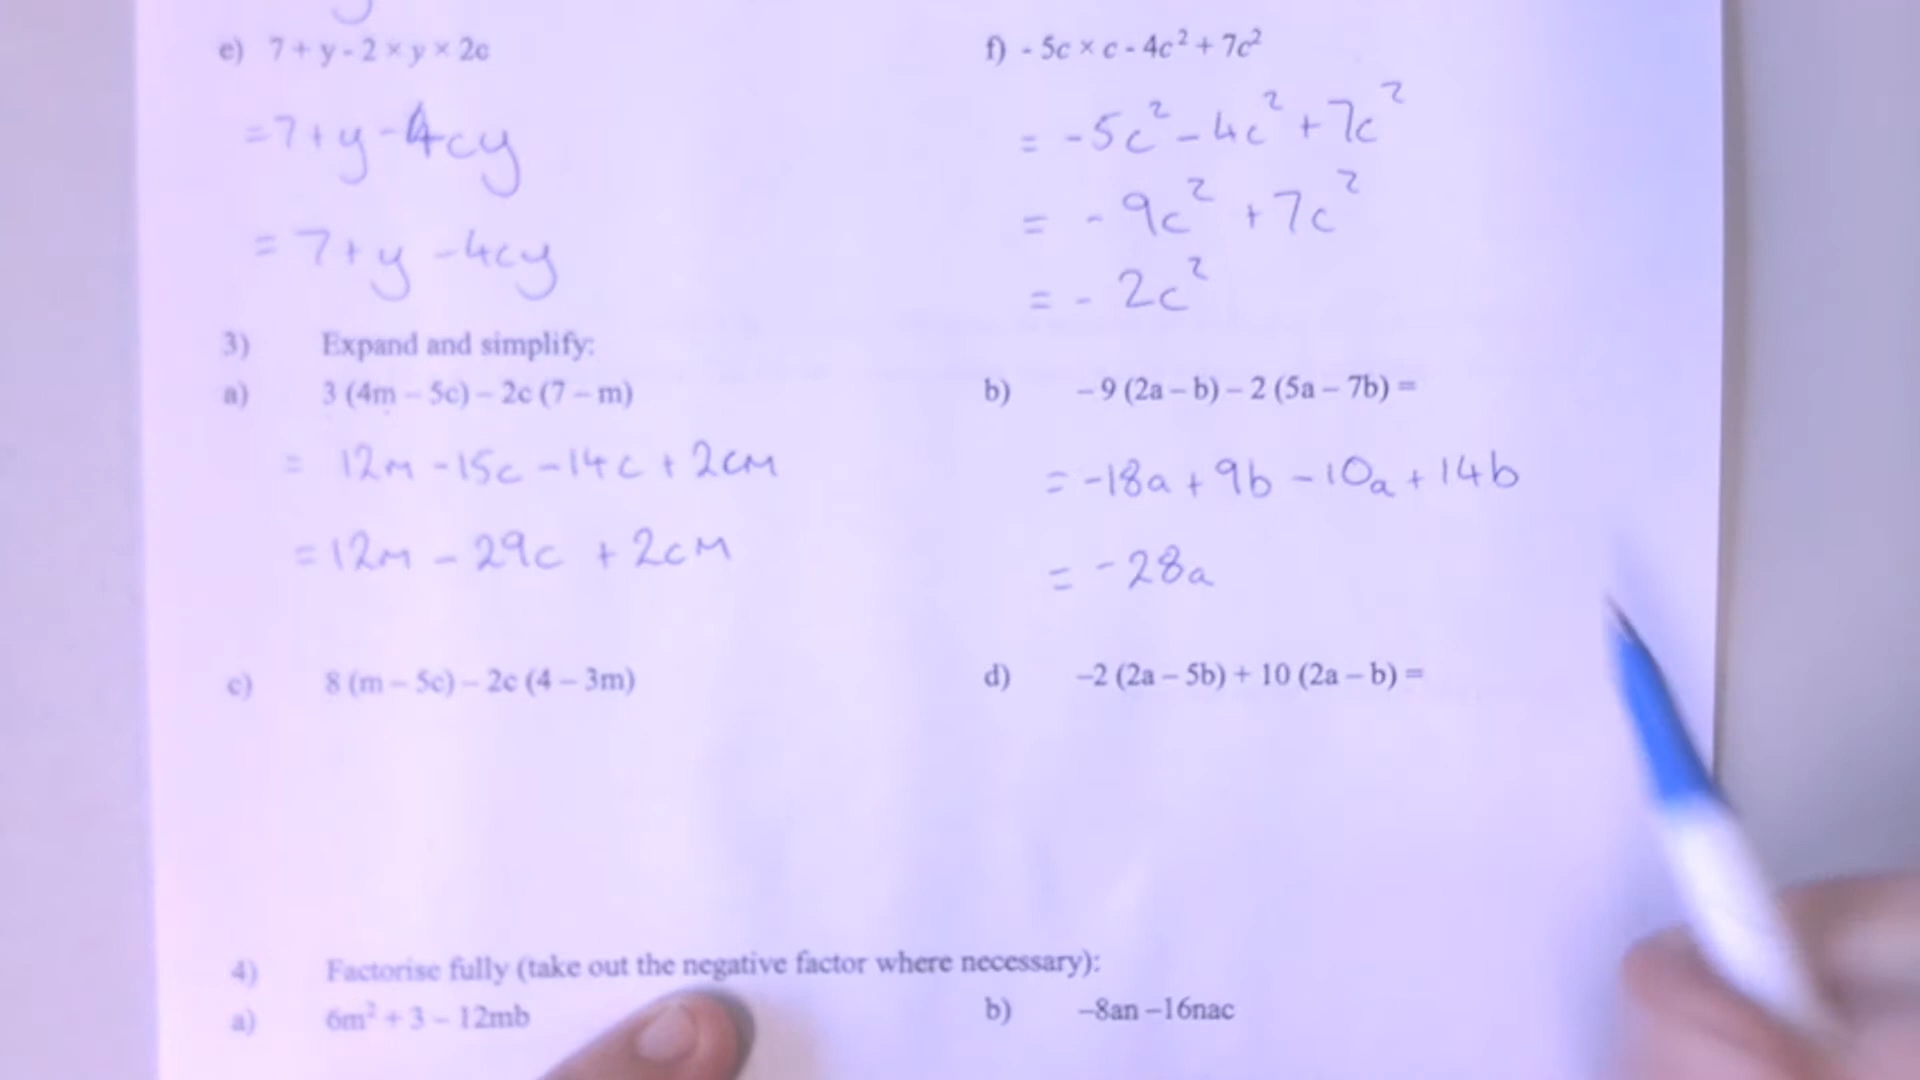 e) 7 + y - 2 × y × 2c
= 7 + y - 4cy
= 7 + y - 4cy
f) - 5c × c - 4c² + 7c²
= - 5c² - 4c² + 7c²
= - 9c² + 7c²
= - 2c²
3) Expand and simplify:
a) 3 (4m – 5c) – 2c (7 – m)
= 12m - 15c - 14c + 2cm
= 12m - 29c + 2cm
b) – 9 (2a – b) – 2 (5a – 7b) =
= -18a + 9b - 10a + 14b
= -28a
c) 8 (m – 5c) – 2c (4 – 3m)
d) –2 (2a – 5b) + 10 (2a – b) =
4) Factorise fully (take out the negative factor where necessary):
a) 6m² + 3 – 12mb
b) –8an –16nac